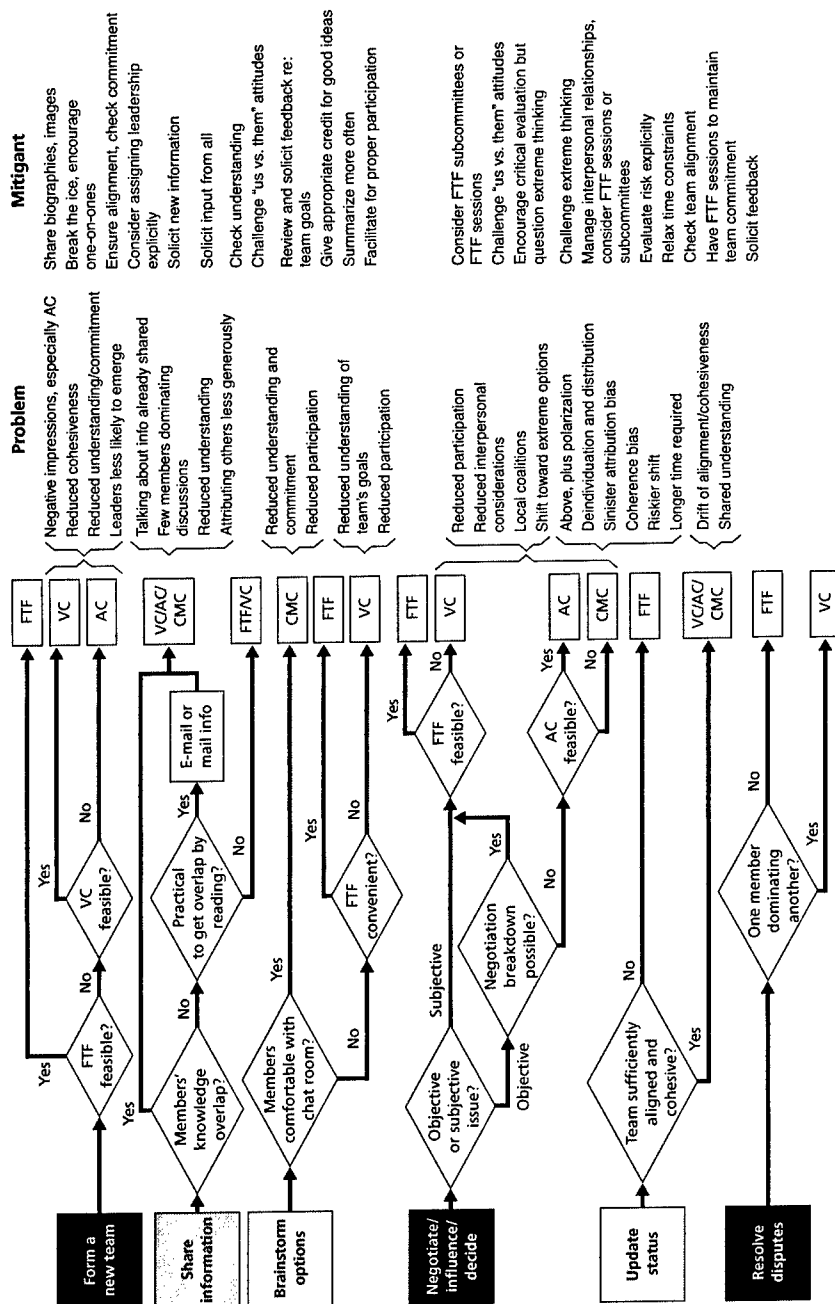 Problem
Mitigant
Form a
new team
FTF
feasible?
Yes
No
VC
feasible?
Yes
No
FTF
VC
AC
Negative impressions, especially AC
Reduced cohesiveness
Reduced understanding/commitment
Leaders less likely to emerge
Share biographies, images
Break the ice, encourage
one-on-ones
Ensure alignment, check commitment
Consider assigning leadership
explicitly
Share
information
Members'
knowledge
overlap?
Yes
No
Practical
to get overlap by
reading?
Yes
No
E-mail or
mail info
VC/AC/
CMC
FTF/VC
Talking about info already shared
Few members dominating
discussions
Reduced understanding
Attributing others less generously
Solicit new information
Solicit input from all
Check understanding
Challenge "us vs. them" attitudes
Brainstorm
options
Members
comfortable with
chat room?
Yes
No
FTF
convenient?
Yes
No
CMC
FTF
VC
Reduced understanding and
commitment
Reduced participation
Reduced understanding of
team's goals
Reduced participation
Review and solicit feedback re:
team goals
Give appropriate credit for good ideas
Summarize more often
Facilitate for proper participation
Negotiate/
influence/
decide
Objective
or subjective
issue?
Subjective
Objective
Negotiation
breakdown
possible?
Yes
No
FTF
feasible?
Yes
No
AC
feasible?
Yes
No
FTF
VC
AC
CMC
Reduced participation
Reduced interpersonal
considerations
Local coalitions
Shift toward extreme options
Above, plus polarization
Deindividuation and distribution
Sinister attribution bias
Coherence bias
Riskier shift
Longer time required
Consider FTF subcommittees or
FTF sessions
Challenge "us vs. them" attitudes
Encourage critical evaluation but
question extreme thinking
Challenge extreme thinking
Manage interpersonal relationships,
consider FTF sessions or
subcommittees
Evaluate risk explicitly
Relax time constraints
Update
status
Team sufficiently
aligned and
cohesive?
No
Yes
FTF
VC/AC/
CMC
Drift of alignment/cohesiveness
Shared understanding
Check team alignment
Have FTF sessions to maintain
team commitment
Solicit feedback
Resolve
disputes
One member
dominating
another?
No
Yes
FTF
VC